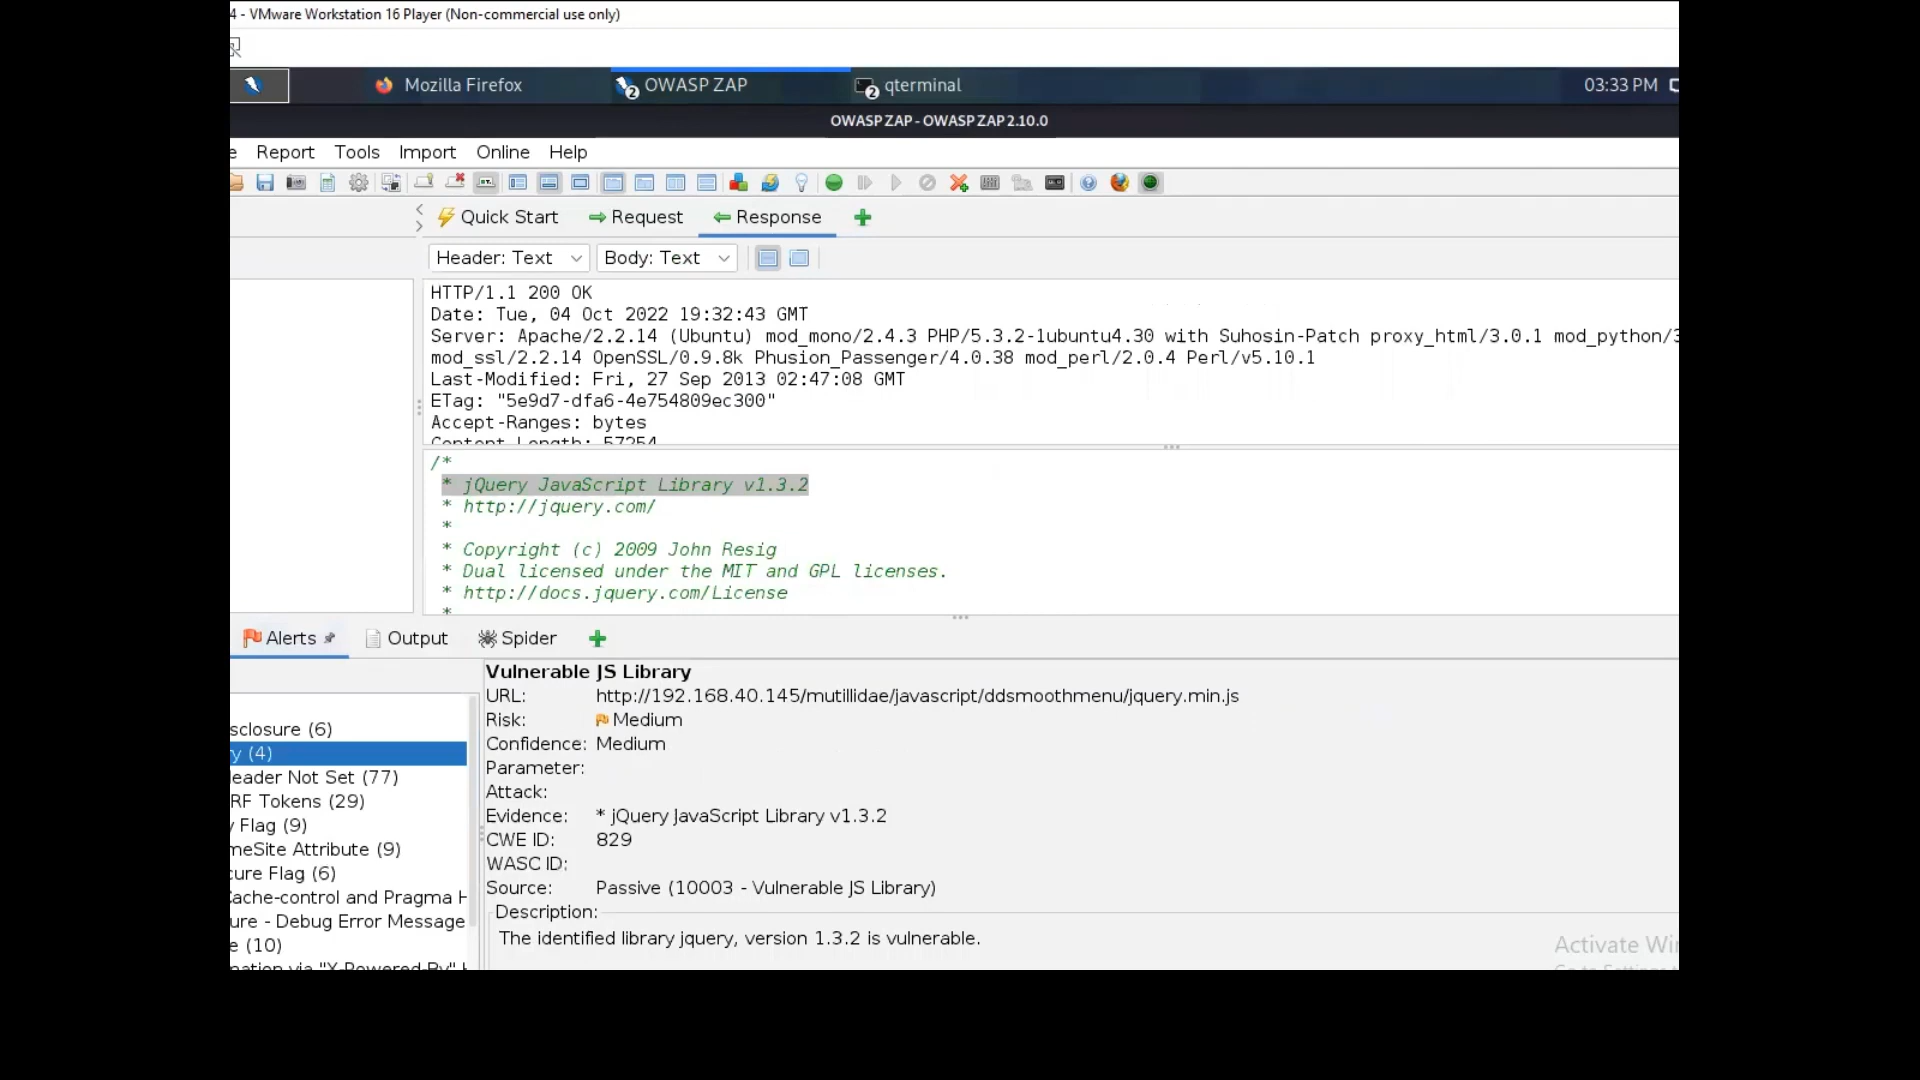 4 - VMware Workstation 16 Player (Non-commercial use only)
Mozilla Firefox
2 OWASP ZAP
2 qterminal
03:33 PM
OWASP ZAP - OWASP ZAP 2.10.0
e Report Tools Import Online Help
Quick Start Request Response
Header: Text Body: Text
HTTP/1.1 200 OK
Date: Tue, 04 Oct 2022 19:32:43 GMT
Server: Apache/2.2.14 (Ubuntu) mod_mono/2.4.3 PHP/5.3.2-1ubuntu4.30 with Suhosin-Patch proxy_html/3.0.1 mod_python/3
mod_ssl/2.2.14 OpenSSL/0.9.8k Phusion_Passenger/4.0.38 mod_perl/2.0.4 Perl/v5.10.1
Last-Modified: Fri, 27 Sep 2013 02:47:08 GMT
ETag: "5e9d7-dfa6-4e754809ec300"
Accept-Ranges: bytes
Content-Length: 57254
/*
* jQuery JavaScript Library v1.3.2
* http://jquery.com/
*
* Copyright (c) 2009 John Resig
* Dual licensed under the MIT and GPL licenses.
* http://docs.jquery.com/License
*
Alerts Output Spider
sclosure (6)
y (4)
eader Not Set (77)
RF Tokens (29)
y Flag (9)
meSite Attribute (9)
cure Flag (6)
Cache-control and Pragma H
ure - Debug Error Message
e (10)
nation via "X-Powered-By" H
Vulnerable JS Library
URL: http://192.168.40.145/mutillidae/javascript/ddsmoothmenu/jquery.min.js
Risk: Medium
Confidence: Medium
Parameter:
Attack:
Evidence: * jQuery JavaScript Library v1.3.2
CWE ID: 829
WASC ID:
Source: Passive (10003 - Vulnerable JS Library)
Description:
The identified library jquery, version 1.3.2 is vulnerable.
Activate Wi